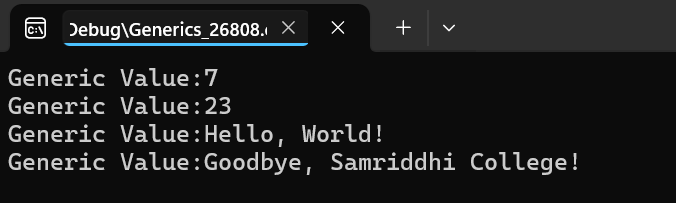 Debug\Generics_26808.e
Generic Value:7
Generic Value:23
Generic Value:Hello, World!
Generic Value:Goodbye, Samriddhi College!